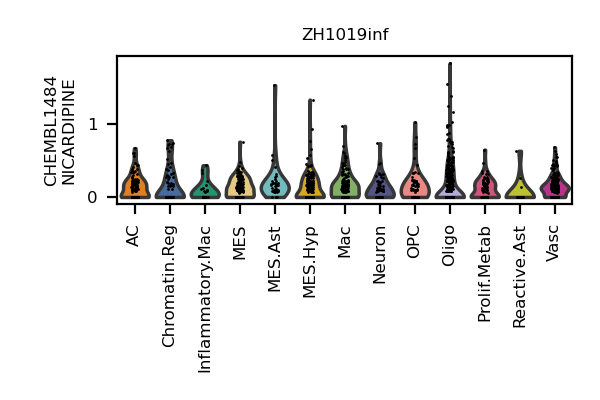 ZH1019inf
CHEMBL1484
NICARDIPINE
1
0
AC
Chromatin.Reg
Inflammatory.Mac
MES
MES.Ast
MES.Hyp
Mac
Neuron
OPC
Oligo
Prolif.Metab
Reactive.Ast
Vasc